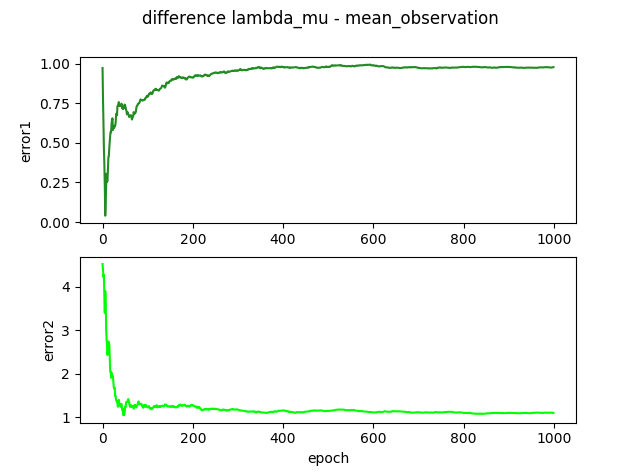 difference lambda_mu - mean_observation
1.00
0.75
0.50
0.25
0.00
error1
0 200 400 600 800 1000
4
3
2
1
error2
0 200 400 600 800 1000
epoch